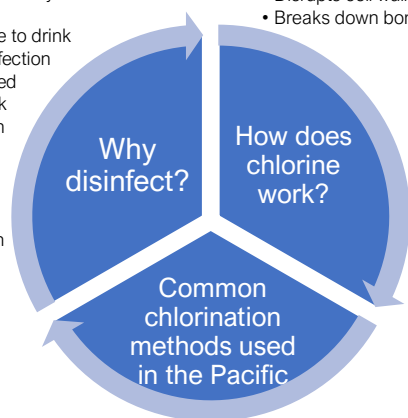 e to drink
fection
ed
k
n
n
• Breaks down bor
Why
disinfect?
How does
chlorine
work?
Common
chlorination
methods used
in the Pacific